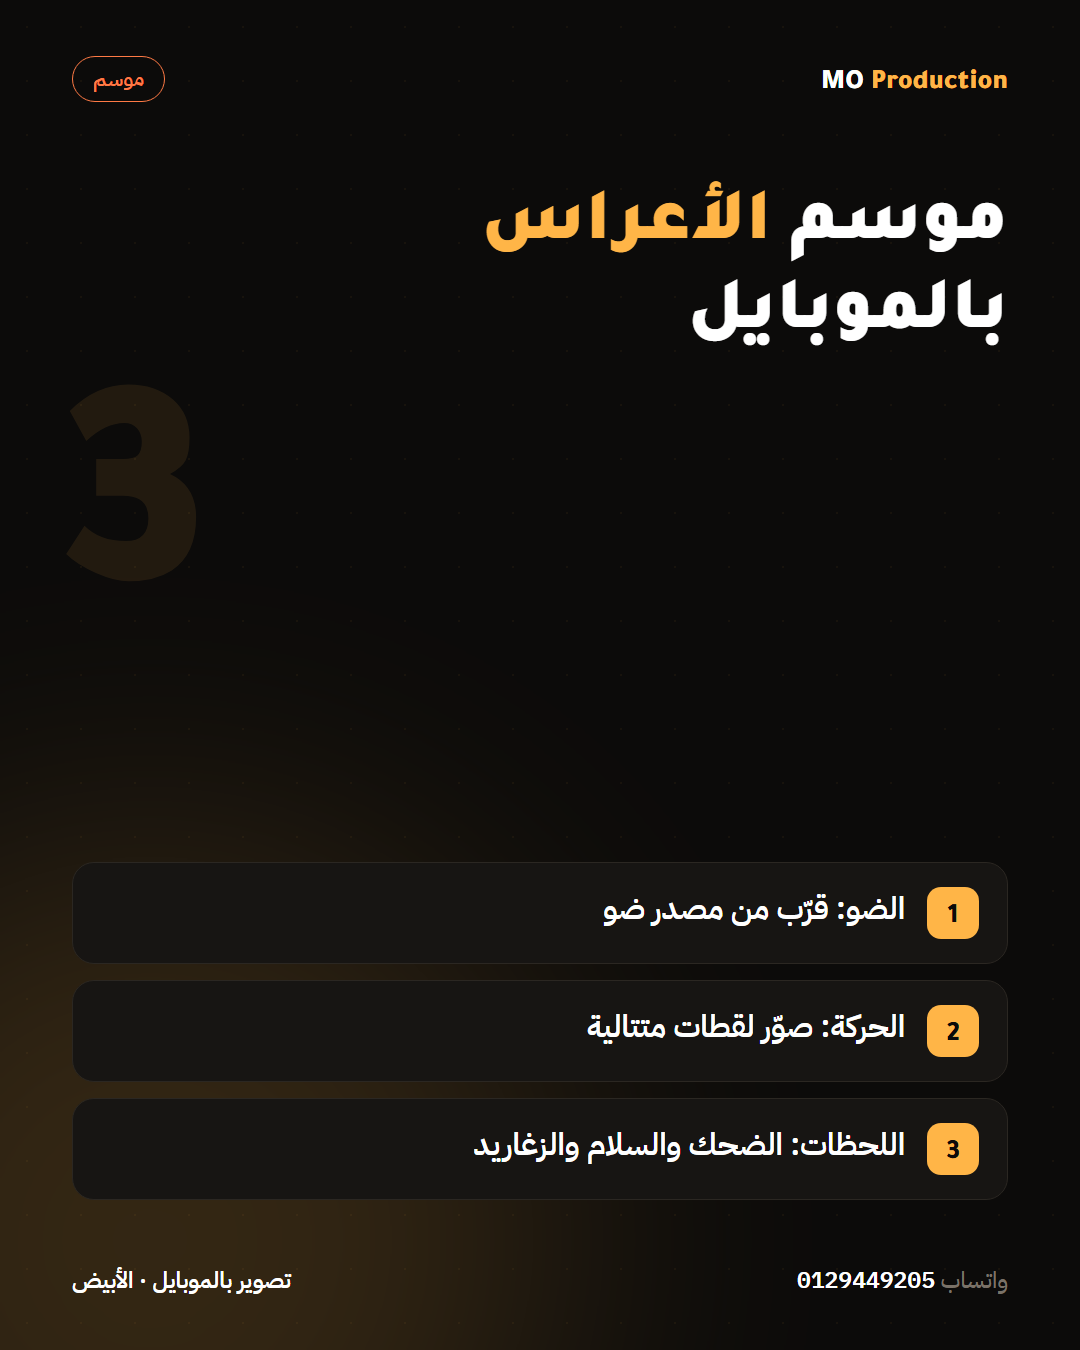 MO Production
موسم
موسم الأعراس
بالموبايل
3
1 الضو: قرّب من مصدر ضو
2 الحركة: صوّر لقطات متتالية
3 اللحظات: الضحك والسلام والزغاريد
واتساب 0129449205
تصوير بالموبايل · الأبيض